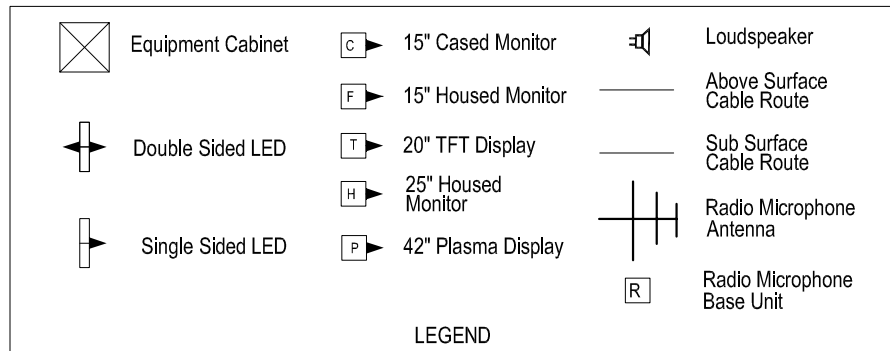 Equipment Cabinet
Double Sided LED
Single Sided LED
C
15" Cased Monitor
F
15" Housed Monitor
T
20" TFT Display
H
25" Housed
Monitor
P
42" Plasma Display
Loudspeaker
Above Surface
Cable Route
Sub Surface
Cable Route
Radio Microphone
Antenna
R
Radio Microphone
Base Unit
LEGEND